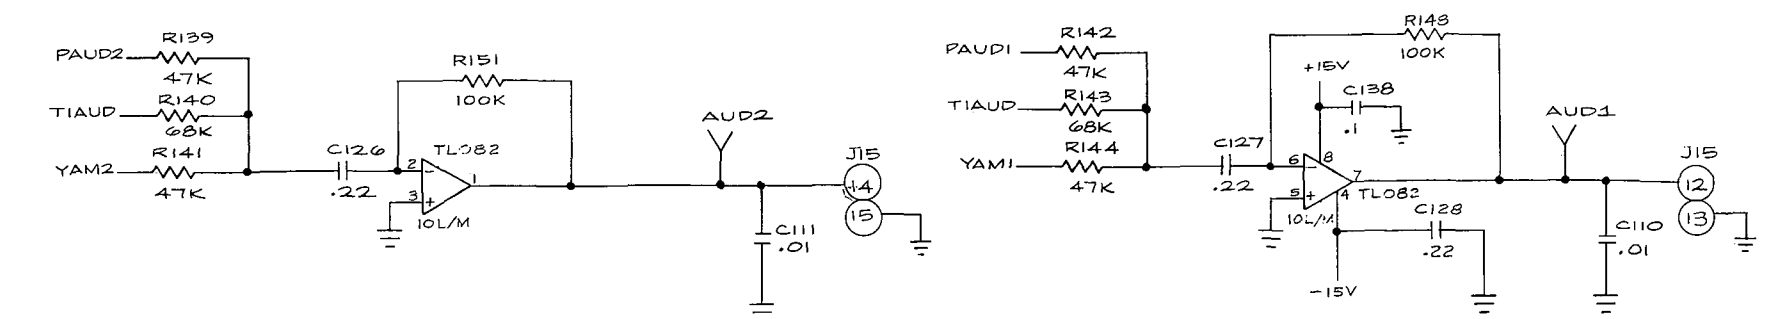 R139
PAUD2
47K
R140
TIAUD
68K
R141
YAM2
47K
C126
.22
R151
100K
TL082
2
-
3
+
1
10L/M
AUD2
C111
.01
J15
14
15
R142
PAUD1
47K
R143
TIAUD
68K
R144
YAM1
47K
C127
.22
R148
100K
+15V
C138
.1
6
-
8
5
+
7
4
TL082
10L/M
C128
.22
-15V
AUD1
C110
.01
J15
12
13